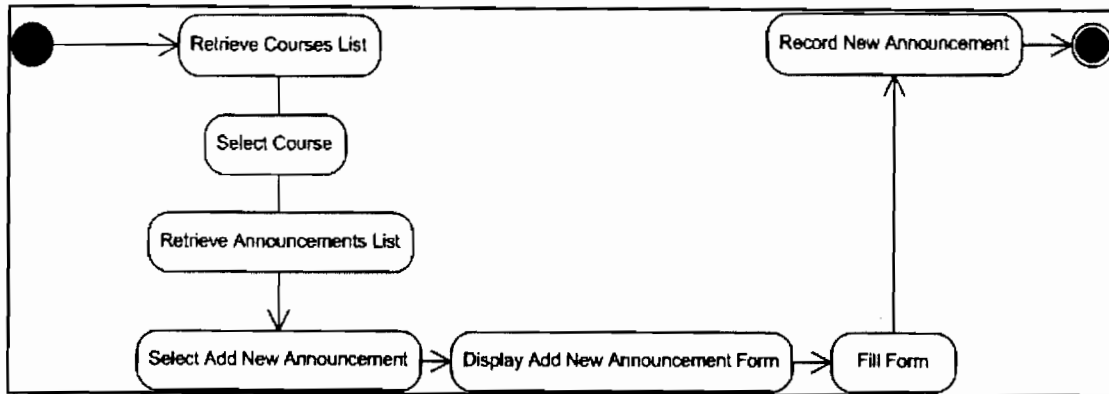 Retrieve Courses List
Select Course
Retrieve Announcements List
Select Add New Announcement
Display Add New Announcement Form
Fill Form
Record New Announcement